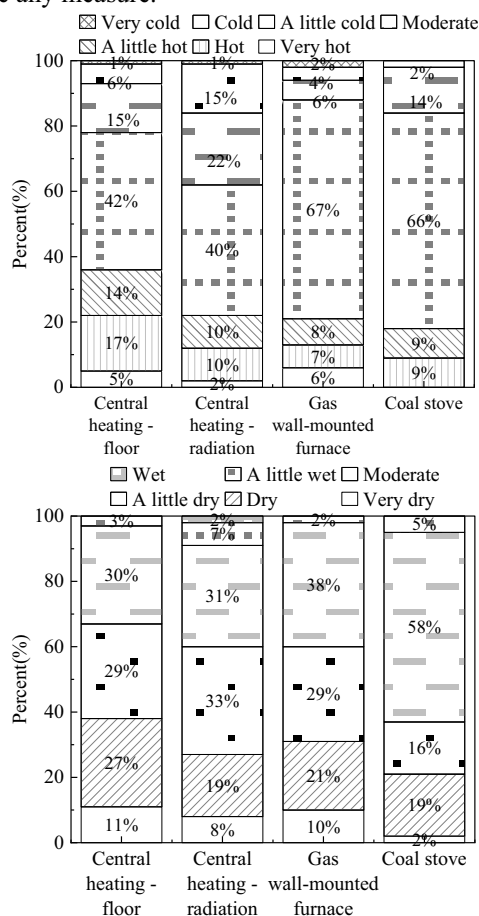 e any measure.
Very cold Cold A little cold Moderate
A little hot Hot Very hot
100
80
60
40
20
0
Percent(%)
1% 1% 2%
6% 15% 4% 2%
15% 22% 6% 14%
42% 40% 67% 66%
14% 10% 8% 9%
17% 10% 7% 9%
5% 2% 6%
Central Central Gas Coal stove
heating - heating - wall-mounted
floor radiation furnace
Wet A little wet Moderate
A little dry Dry Very dry
100
80
60
40
20
0
Percent(%)
3% 2% 2% 5%
7%
30% 31% 38% 58%
29% 33% 29% 16%
27% 19% 21% 19%
11% 8% 10% 2%
Central Central Gas Coal stove
heating - heating - wall-mounted
floor radiation furnace